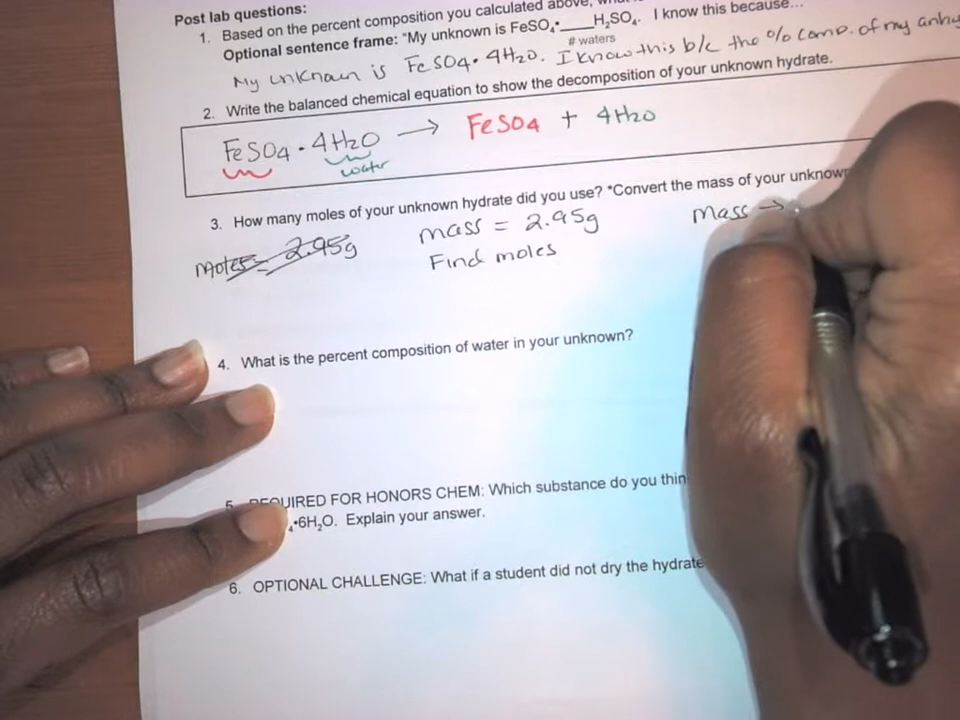 Post lab questions:
1. Based on the percent composition you calculated above,
Optional sentence frame: "My unknown is FeSO₄•____H₂SO₄. I know this because...
# waters
My unknown is FeSO4 • 4H2O. I know this b/c the % comp. of my anhy
2. Write the balanced chemical equation to show the decomposition of your unknown hydrate.
FeSO4 • 4H2O → FeSO4 + 4H2O
water
3. How many moles of your unknown hydrate did you use? *Convert the mass of your unknown
moles = 2.95g mass = 2.95g mass →
Find moles
4. What is the percent composition of water in your unknown?
5. REQUIRED FOR HONORS CHEM: Which substance do you thin
₄•6H₂O. Explain your answer.
6. OPTIONAL CHALLENGE: What if a student did not dry the hydrate